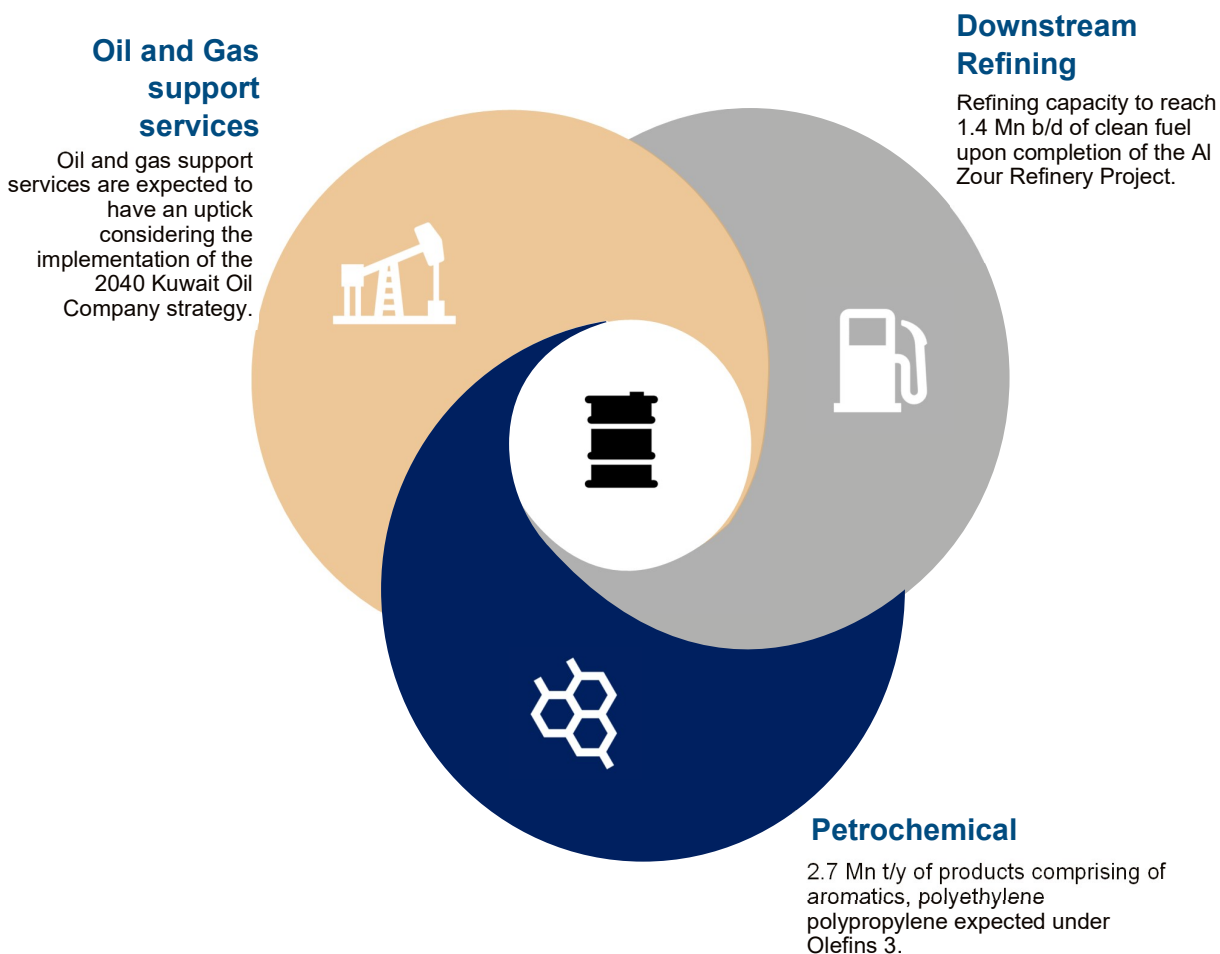 Oil and Gas
support
services
Oil and gas support
services are expected to
have an uptick
considering the
implementation of the
2040 Kuwait Oil
Company strategy.
Downstream
Refining
Refining capacity to reach
1.4 Mn b/d of clean fuel
upon completion of the Al
Zour Refinery Project.
Petrochemical
2.7 Mn t/y of products comprising of
aromatics, polyethylene
polypropylene expected under
Olefins 3.